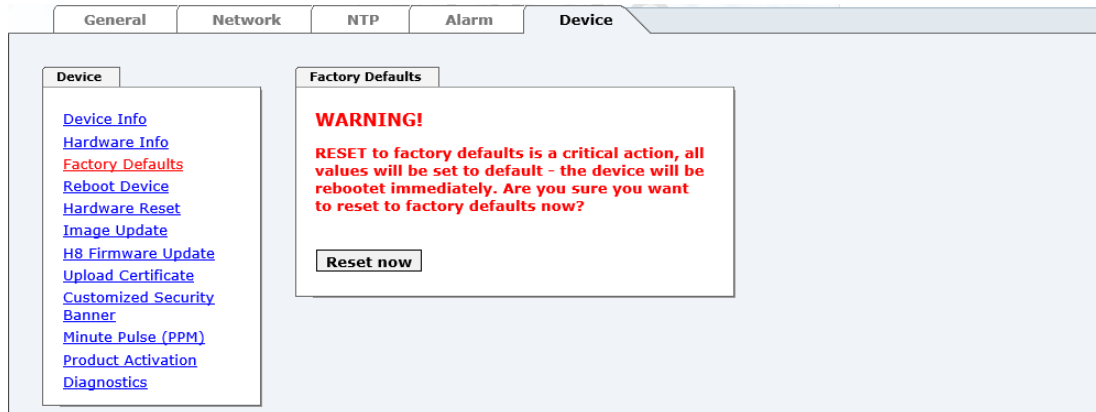 General Network NTP Alarm Device
Device
Device Info
Hardware Info
Factory Defaults
Reboot Device
Hardware Reset
Image Update
H8 Firmware Update
Upload Certificate
Customized Security
Banner
Minute Pulse (PPM)
Product Activation
Diagnostics
Factory Defaults
WARNING!
RESET to factory defaults is a critical action, all
values will be set to default - the device will be
rebootet immediately. Are you sure you want
to reset to factory defaults now?
Reset now